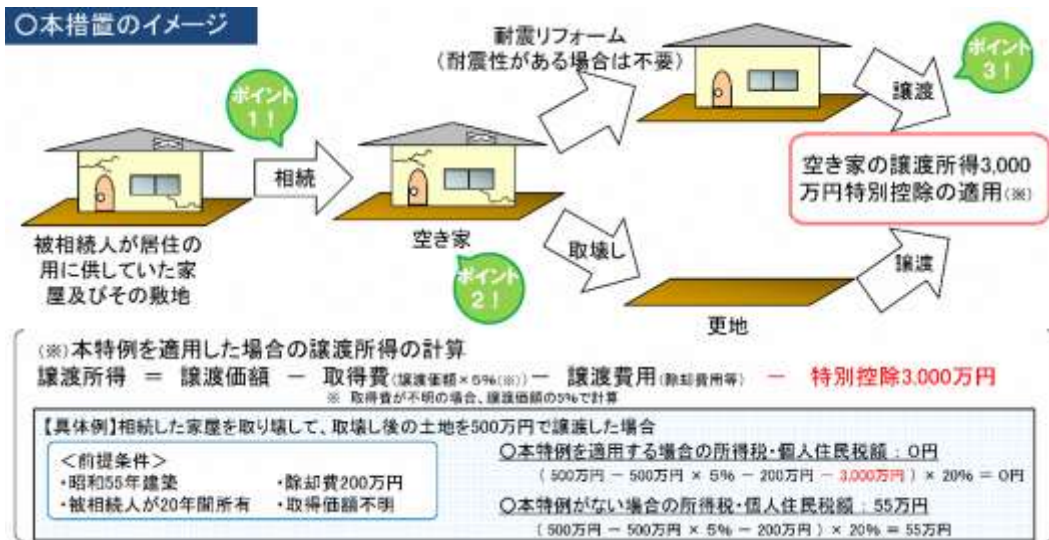 〇本措置のイメージ
耐震リフォーム
(耐震性がある場合は不要)
ポイント
1!
ポイント
3!
相続
譲渡
空き家の譲渡所得3,000
万円特別控除の適用(※)
被相続人が居住の
用に供していた家
屋及びその敷地
空き家
ポイント
2!
取壊し
譲渡
更地
(※)本特例を適用した場合の譲渡所得の計算
譲渡所得 = 譲渡価額 - 取得費(譲渡価額×5%(※)) - 譲渡費用(除却費用等) - 特別控除3,000万円
※ 取得費が不明の場合、譲渡価額の5%で計算
【具体例】相続した家屋を取り壊して、取壊し後の土地を500万円で譲渡した場合
<前提条件>
・昭和55年建築 ・除却費200万円
・被相続人が20年間所有 ・取得価額不明
〇本特例を適用する場合の所得税・個人住民税額:0円
(500万円 - 500万円 × 5% - 200万円 - 3,000万円) × 20% = 0円
〇本特例がない場合の所得税・個人住民税額:55万円
(500万円 - 500万円 × 5% - 200万円) × 20% = 55万円